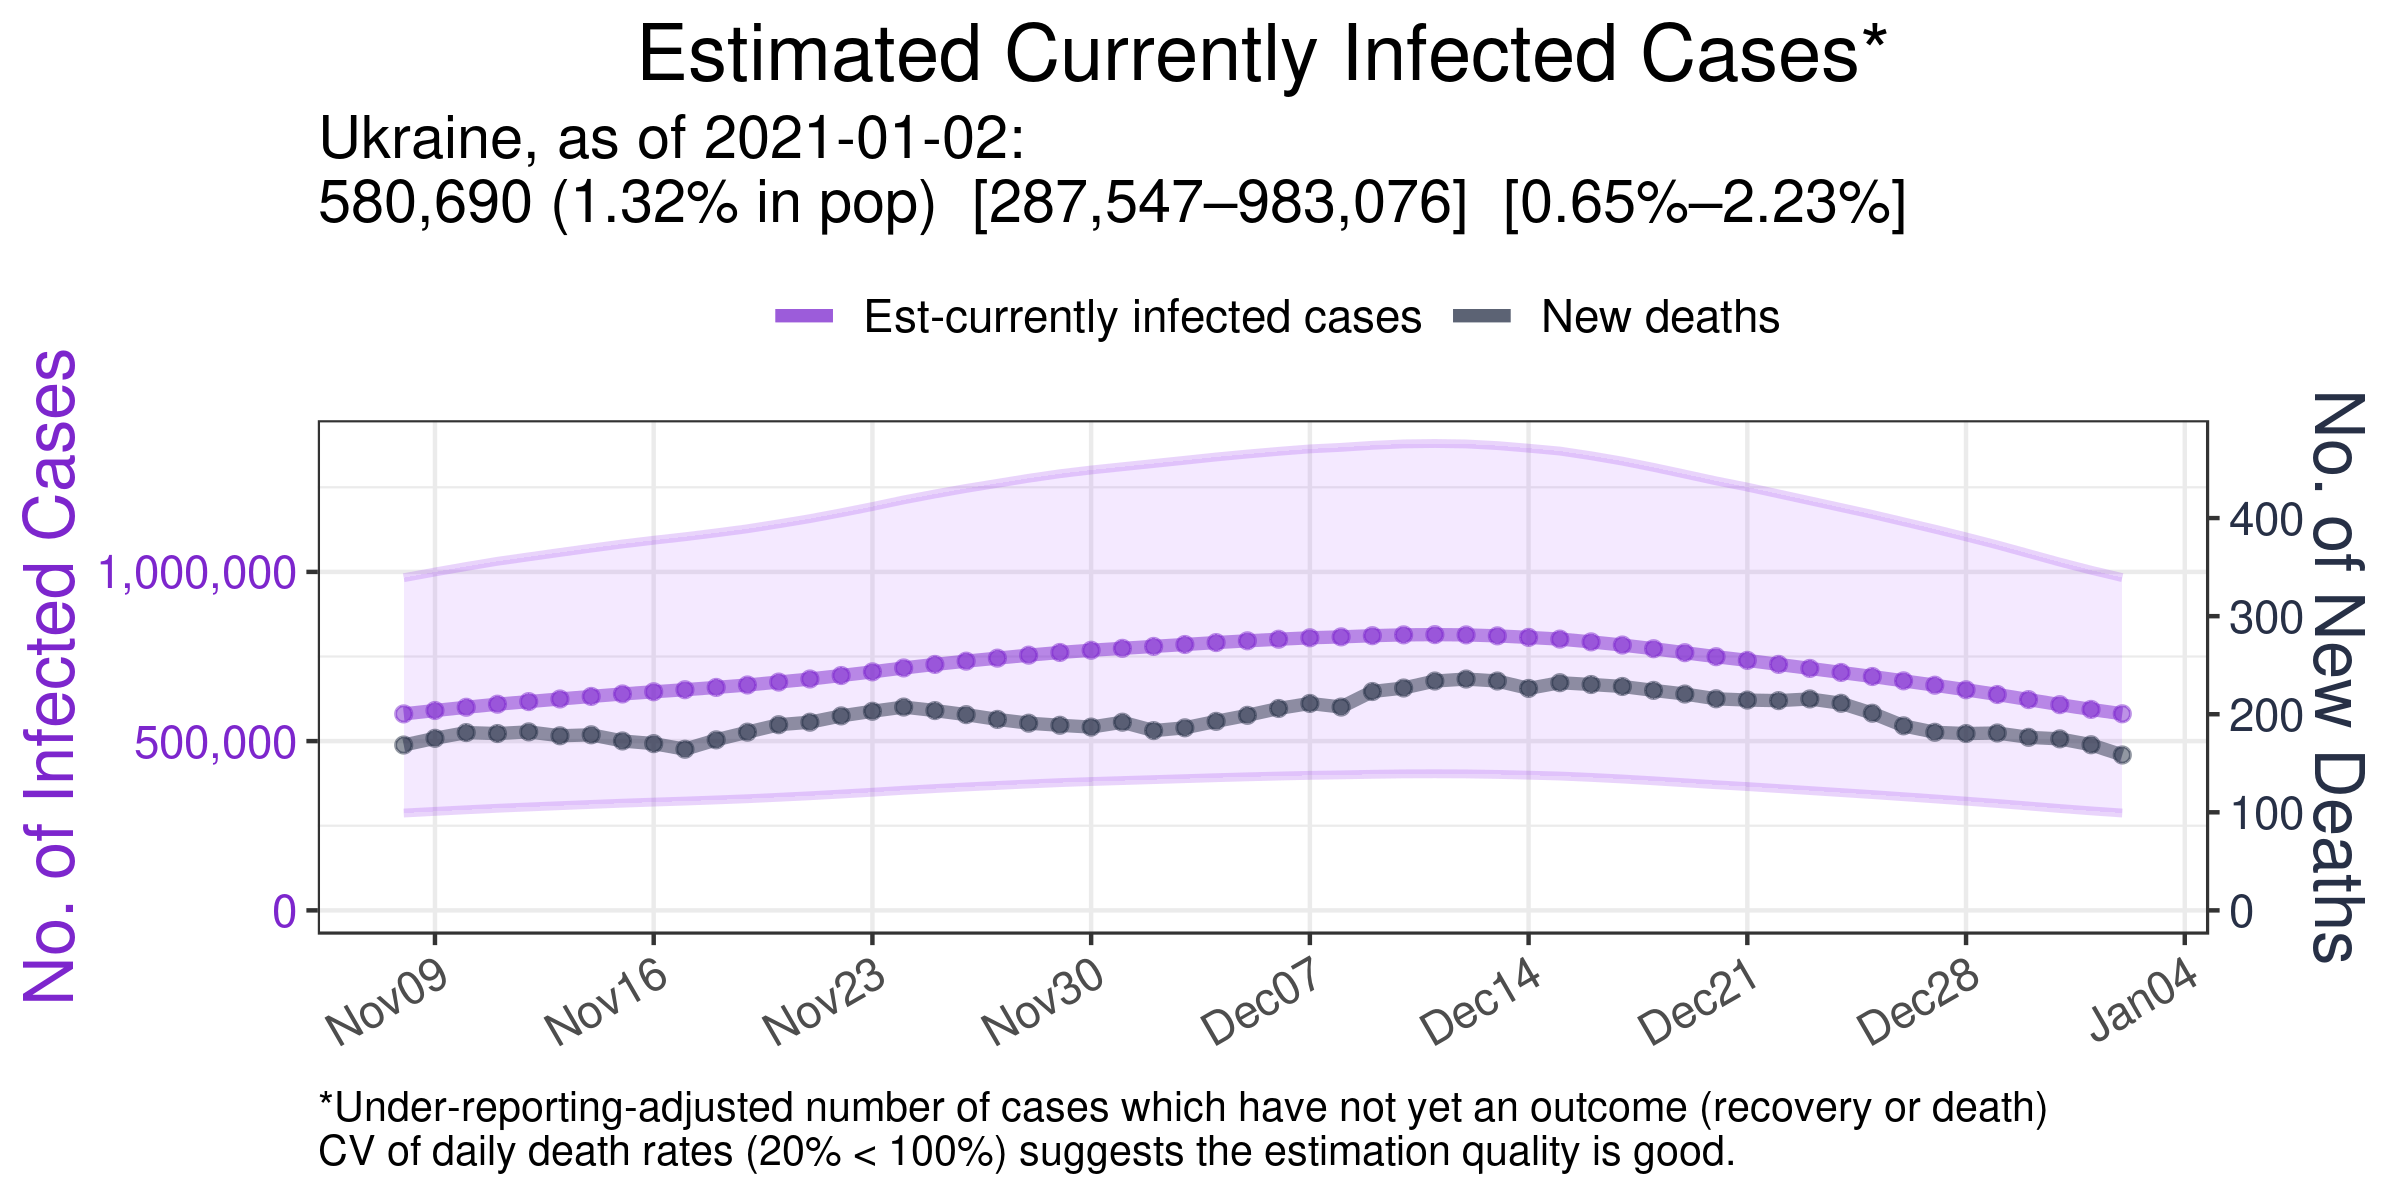 Estimated Currently Infected Cases*
Ukraine, as of 2021-01-02:
580,690 (1.32% in pop) [287,547–983,076] [0.65%–2.23%]
Est-currently infected cases New deaths
No. of Infected Cases
1,000,000
500,000
0
No. of New Deaths
400
300
200
100
0
Nov09 Nov16 Nov23 Nov30 Dec07 Dec14 Dec21 Dec28 Jan04
*Under-reporting-adjusted number of cases which have not yet an outcome (recovery or death)
CV of daily death rates (20% < 100%) suggests the estimation quality is good.